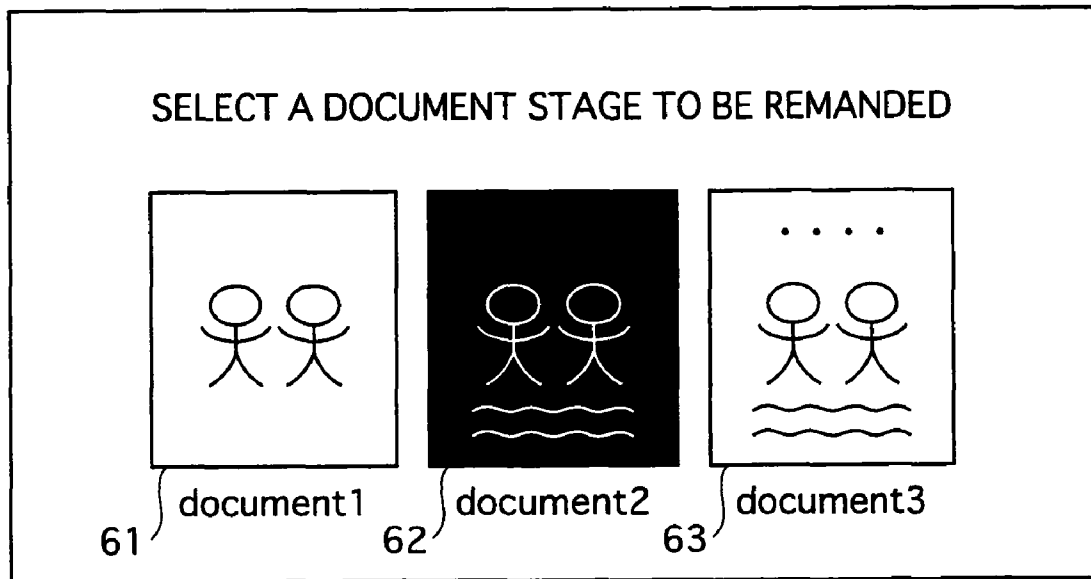 SELECT A DOCUMENT STAGE TO BE REMANDED
document1 document2 document3
61 62 63